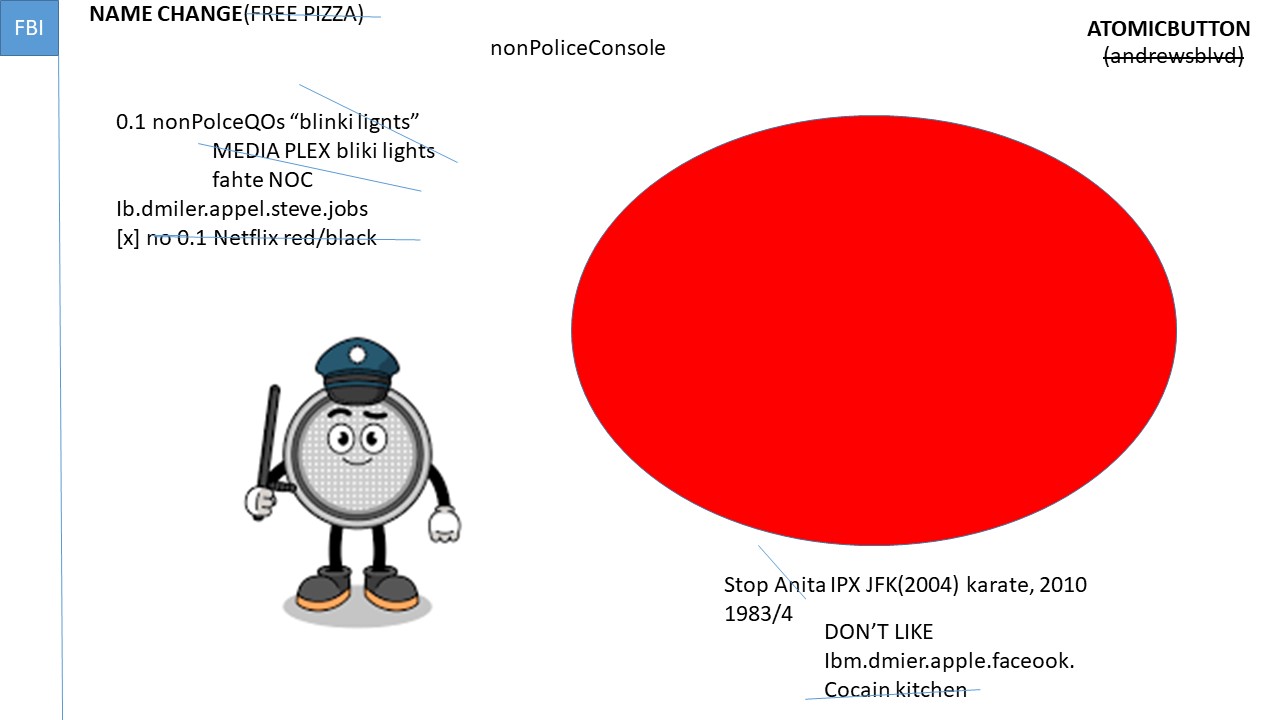 FBI
NAME CHANGE(FREE PIZZA)
nonPoliceConsole
ATOMICBUTTON
(andrewsblvd)
0.1 nonPolceQOs “blinki lignts”
MEDIA PLEX bliki lights
fahte NOC
Ib.dmiler.appel.steve.jobs
[x] no 0.1 Netflix red/black
Stop Anita IPX JFK(2004) karate, 2010
1983/4
DON’T LIKE
Ibm.dmier.apple.faceook.
Cocain kitchen